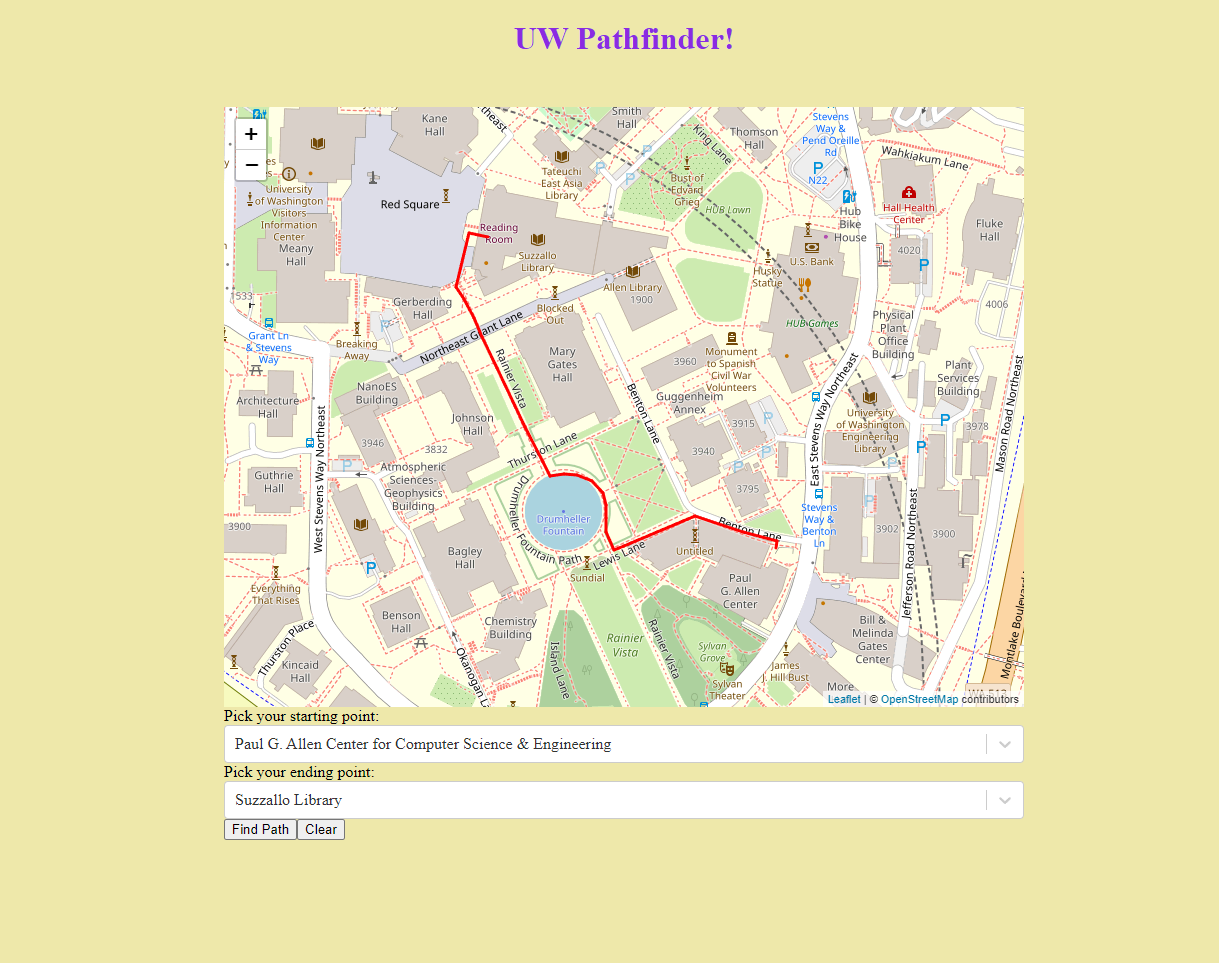 UW Pathfinder!
+
−
Kane
Hall
Smith
Hall
Thomson
Hall
King Lane
Stevens
Way &
Pend Oreille
Rd
N22
Wahkiakum Lane
University
of Washington
Visitors
Information
Center
Meany
Hall
Red Square
Tateuchi
East Asia
Library
Bust of
Edvard
Grieg
HUB Lawn
Hub
Bike
House
Hall Health
Center
Fluke
Hall
Reading
Room
Suzzallo
Library
Allen Library
1900
Husky
Statue
U.S. Bank
4020
4006
1533
Gerberding
Hall
Blocked
Out
Northeast Grant Lane
Grant Ln
& Stevens
Way
Breaking
Away
HUB Games
Physical
Plant
Office
Building
Mary
Gates
Hall
3960
Monument
to Spanish
Civil War
Volunteers
Plant
Services
Building
NanoES
Building
Rainier Vista
Benton Lane
Guggenheim
Annex
Architecture
Hall
Johnson
Hall
3915
University
of Washington
Engineering
Library
3978
Mason Road Northeast
East Stevens Way Northeast
West Stevens Way Northeast
3946
3832
Thurston Lane
3940
Guthrie
Hall
Atmospheric
Sciences-
Geophysics
Building
3795
Drumheller
Fountain
Drumheller Fountain Path
Benton Lane
Stevens
Way &
Benton
Ln
3900
3902
3900
Jefferson Road Northeast
Bagley
Hall
Lewis Lane
Untitled
Sundial
Everything
That Rises
Paul
G. Allen
Center
Benson
Hall
Chemistry
Building
Rainier
Vista
Rainier Vista
Sylvan
Grove
Bill &
Melinda
Gates
Center
Thurston Place
Kincaid
Hall
Island Lane
Sylvan
Theater
James
J. Hill Bust
More
Leaflet | © OpenStreetMap contributors
Pick your starting point:
Paul G. Allen Center for Computer Science & Engineering
Pick your ending point:
Suzzallo Library
Find Path Clear